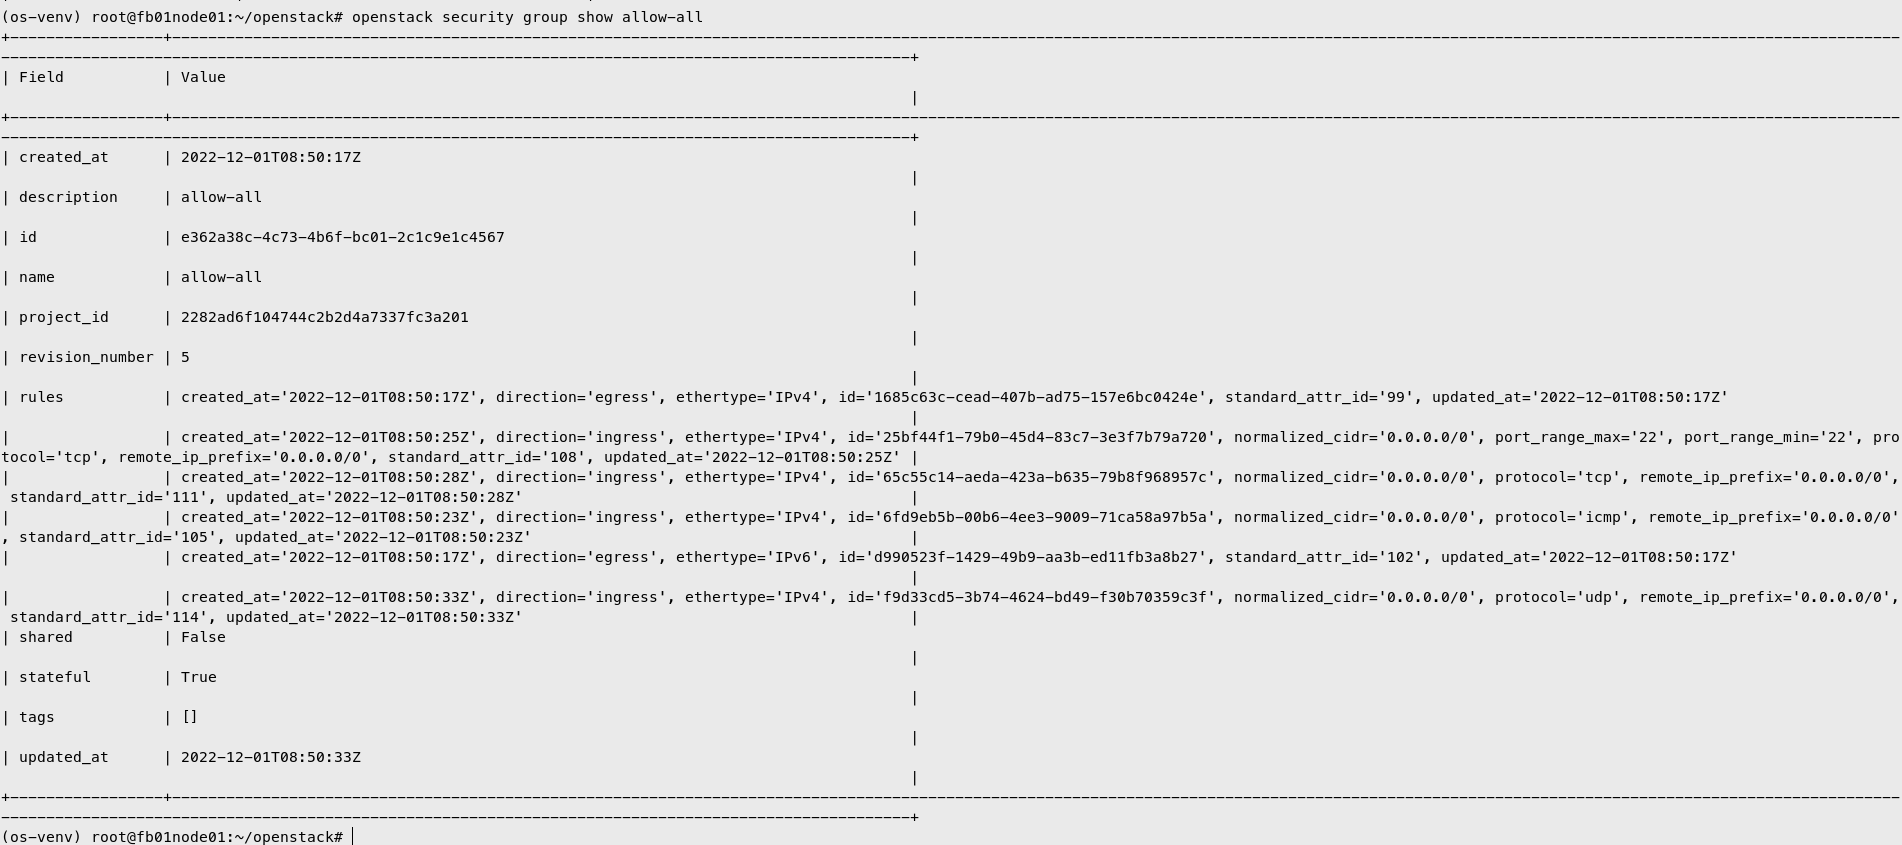 (os-venv) root@fb01node01:~/openstack# openstack security group show allow-all
| Field | Value |
| created_at | 2022-12-01T08:50:17Z |
| description | allow-all |
| id | e362a38c-4c73-4b6f-bc01-2c1c9e1c4567 |
| name | allow-all |
| project_id | 2282ad6f104744c2b2d4a7337fc3a201 |
| revision_number | 5 |
| rules | created_at='2022-12-01T08:50:17Z', direction='egress', ethertype='IPv4', id='1685c63c-cead-407b-ad75-157e6bc0424e', standard_attr_id='99', updated_at='2022-12-01T08:50:17Z'
|
| | created_at='2022-12-01T08:50:25Z', direction='ingress', ethertype='IPv4', id='25bf44f1-79b0-45d4-83c7-3e3f7b79a720', normalized_cidr='0.0.0.0/0', port_range_max='22', port_range_min='22', pro
tocol='tcp', remote_ip_prefix='0.0.0.0/0', standard_attr_id='108', updated_at='2022-12-01T08:50:25Z' |
| | created_at='2022-12-01T08:50:28Z', direction='ingress', ethertype='IPv4', id='65c55c14-aeda-423a-b635-79b8f968957c', normalized_cidr='0.0.0.0/0', protocol='tcp', remote_ip_prefix='0.0.0.0/0',
standard_attr_id='111', updated_at='2022-12-01T08:50:28Z' |
| | created_at='2022-12-01T08:50:23Z', direction='ingress', ethertype='IPv4', id='6fd9eb5b-00b6-4ee3-9009-71ca58a97b5a', normalized_cidr='0.0.0.0/0', protocol='icmp', remote_ip_prefix='0.0.0.0/0'
, standard_attr_id='105', updated_at='2022-12-01T08:50:23Z' |
| | created_at='2022-12-01T08:50:17Z', direction='egress', ethertype='IPv6', id='d990523f-1429-49b9-aa3b-ed11fb3a8b27', standard_attr_id='102', updated_at='2022-12-01T08:50:17Z'
|
| | created_at='2022-12-01T08:50:33Z', direction='ingress', ethertype='IPv4', id='f9d33cd5-3b74-4624-bd49-f30b70359c3f', normalized_cidr='0.0.0.0/0', protocol='udp', remote_ip_prefix='0.0.0.0/0',
standard_attr_id='114', updated_at='2022-12-01T08:50:33Z' |
| shared | False |
| stateful | True |
| tags | [] |
| updated_at | 2022-12-01T08:50:33Z |
(os-venv) root@fb01node01:~/openstack#